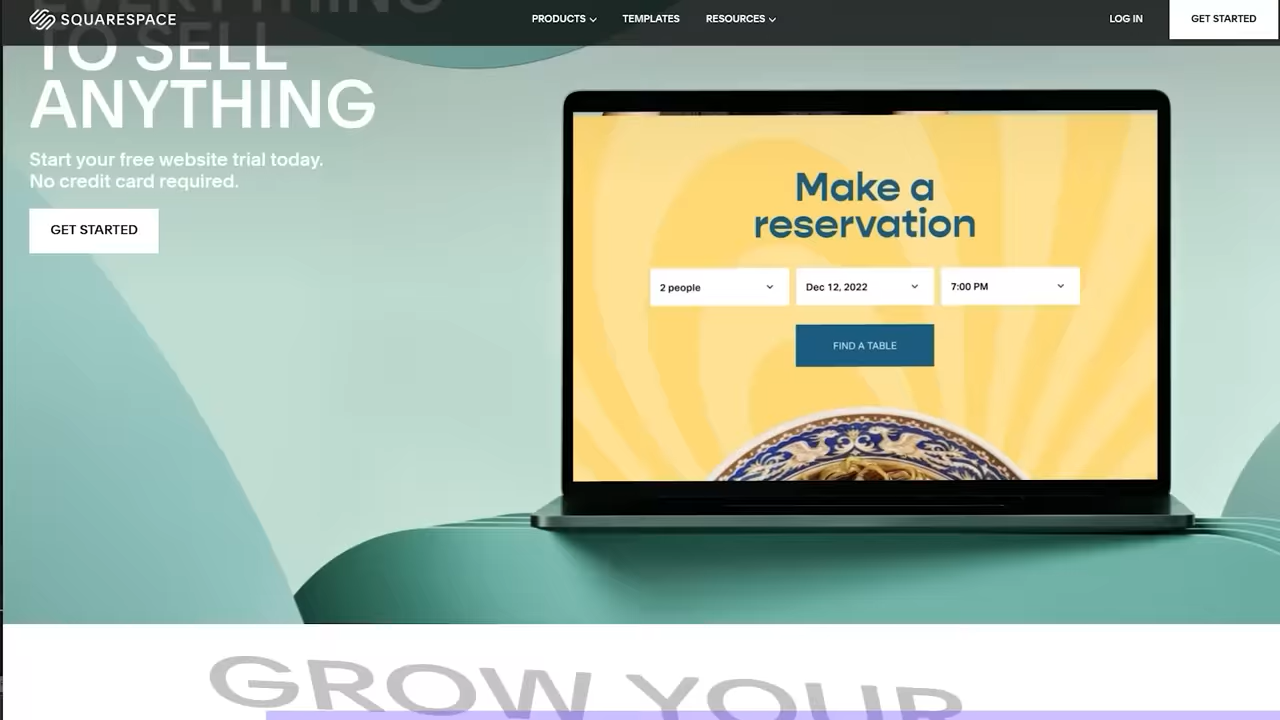 SQUARESPACE
PRODUCTS
TEMPLATES
RESOURCES
LOG IN
GET STARTED
EVERYTHING
TO SELL
ANYTHING
Start your free website trial today.
No credit card required.
GET STARTED
Make a
reservation
2 people
Dec 12, 2022
7:00 PM
FIND A TABLE
GROW YOUR